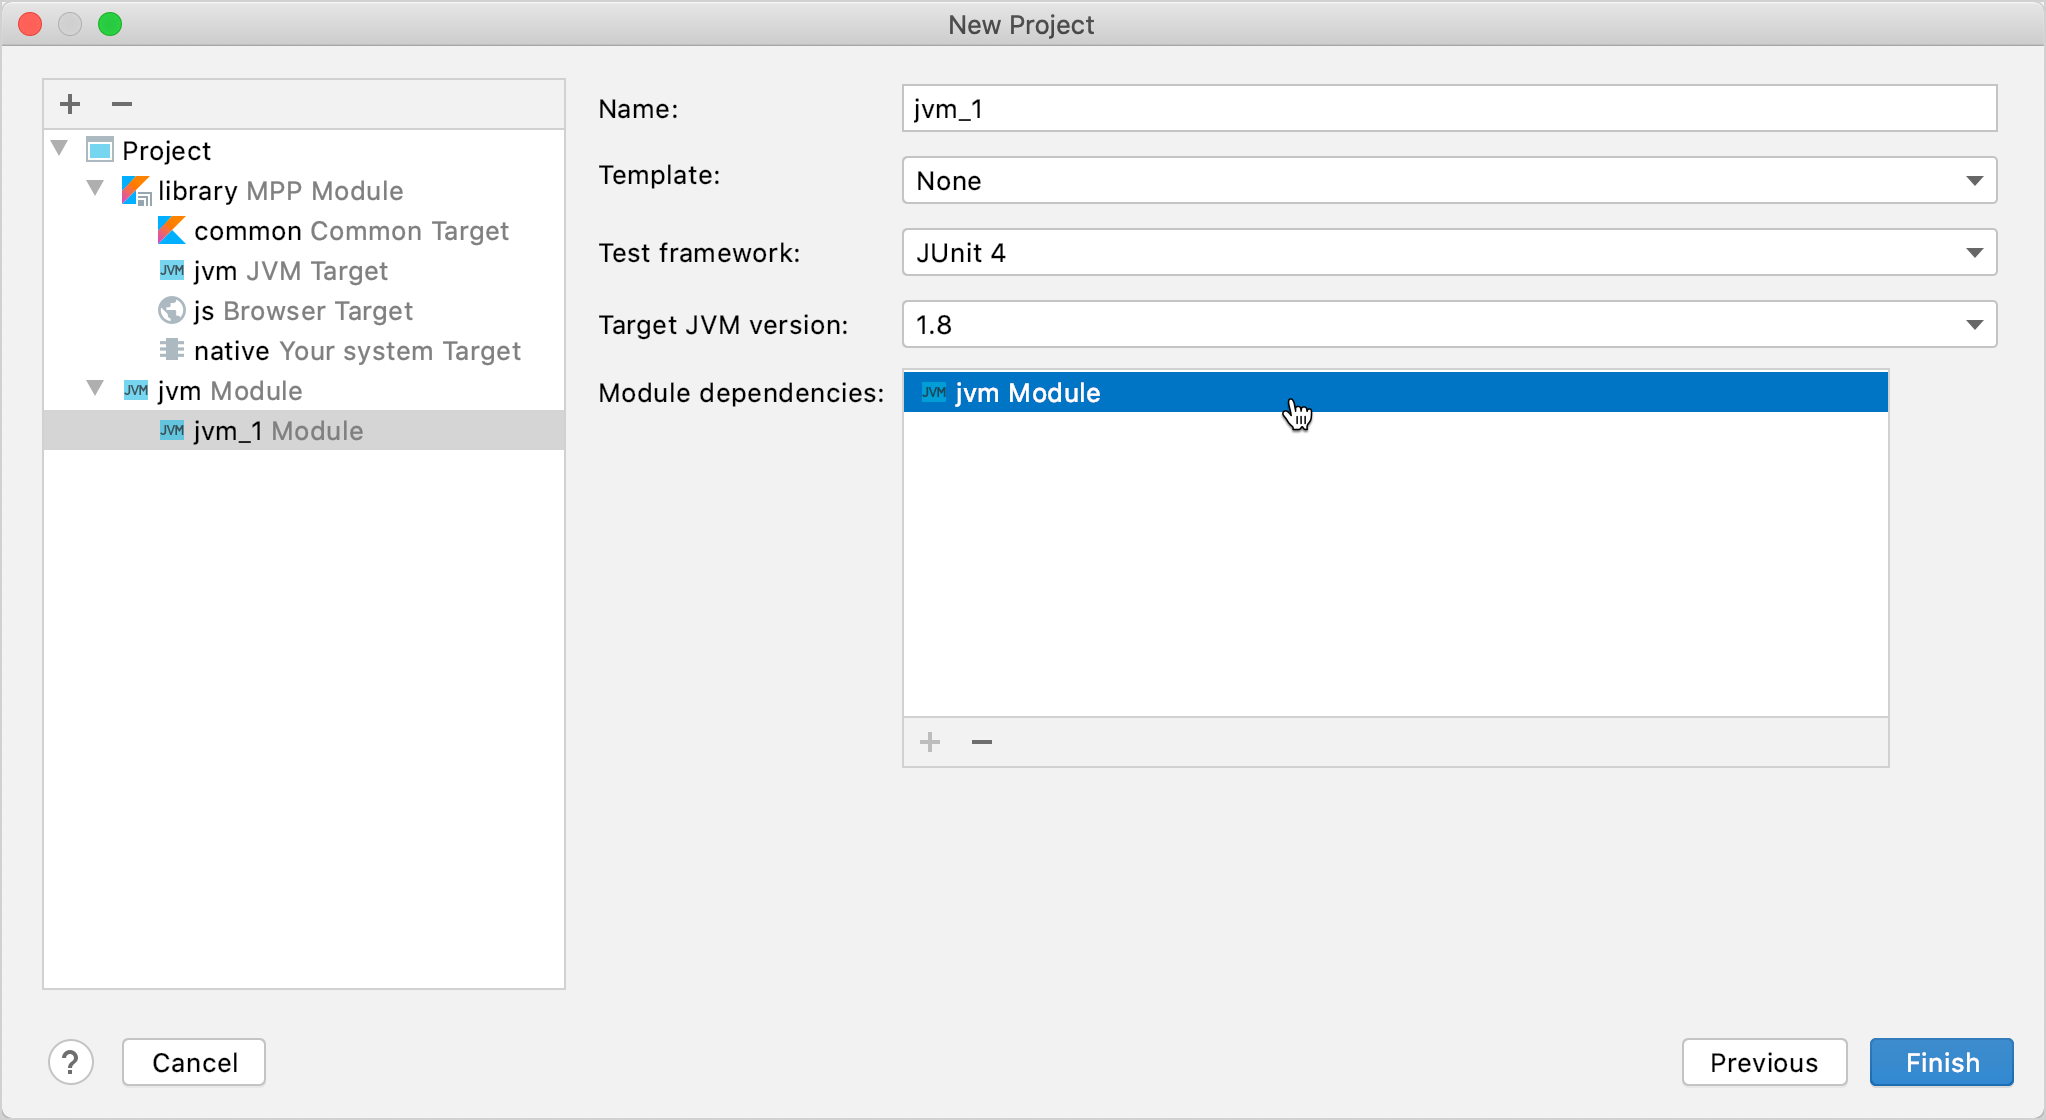 New Project
Project
library MPP Module
common Common Target
JVM jvm JVM Target
js Browser Target
native Your system Target
JVM jvm Module
JVM jvm_1 Module
Name: jvm_1
Template: None
Test framework: JUnit 4
Target JVM version: 1.8
Module dependencies: JVM jvm Module
? Cancel Previous Finish